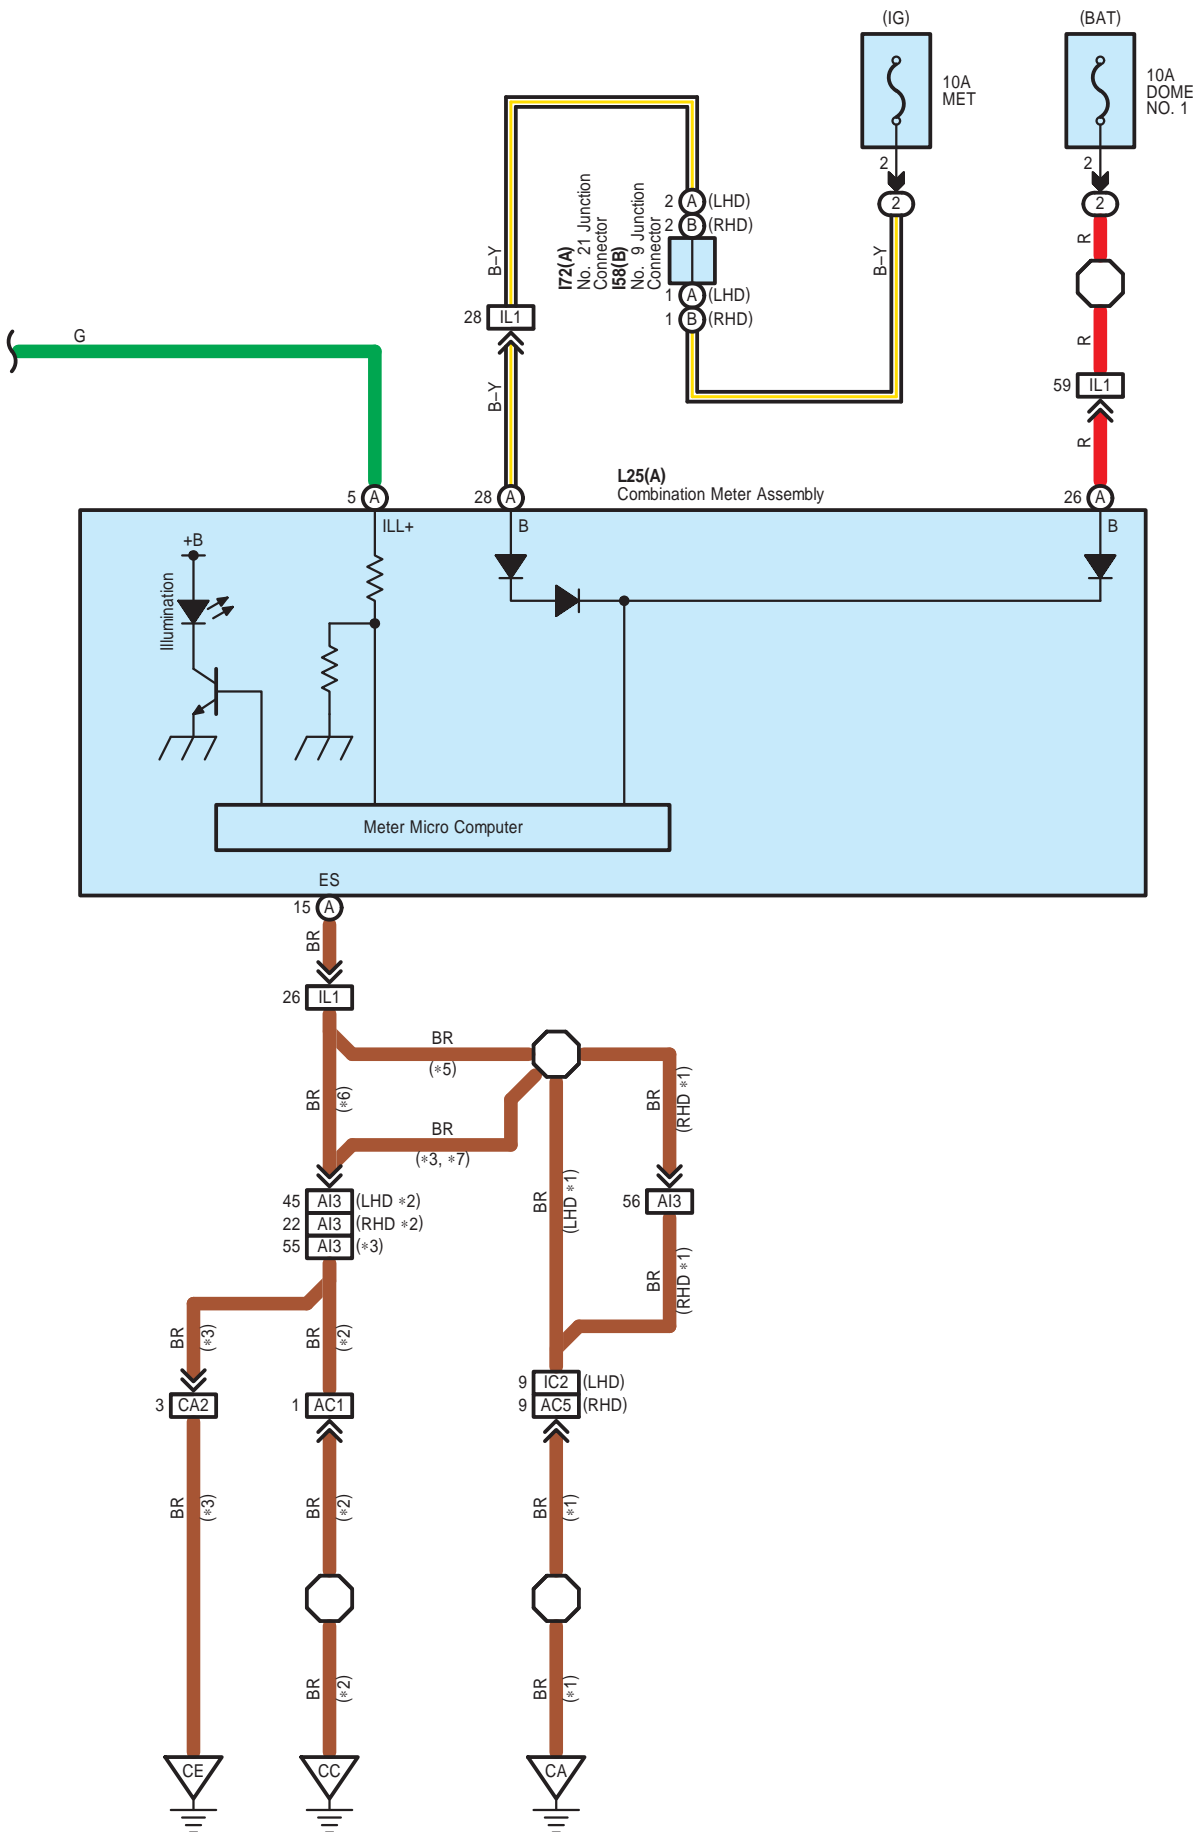 (IG)
(BAT)
10A
MET
10A
DOME
NO. 1
2
2
2
2
I72(A)
No. 21 Junction
Connector
I58(B)
No. 9 Junction
Connector
2 A (LHD)
2 B (RHD)
1 A (LHD)
1 B (RHD)
B–Y
B–Y
R
28 IL1
G
R
B–Y
59 IL1
R
L25(A)
Combination Meter Assembly
5 A
28 A
26 A
ILL+
B
B
+B
Illumination
Meter Micro Computer
ES
15 A
BR
26 IL1
BR
(*5)
BR
(*6)
BR
(*3, *7)
BR
(RHD *1)
BR
(LHD *1)
45 AI3 (LHD *2)
22 AI3 (RHD *2)
55 AI3 (*3)
56 AI3
BR
(RHD *1)
BR
(*3)
BR
(*2)
9 IC2 (LHD)
9 AC5 (RHD)
3 CA2
1 AC1
BR
(*3)
BR
(*2)
BR
(*1)
BR
(*2)
BR
(*1)
CE
CC
CA